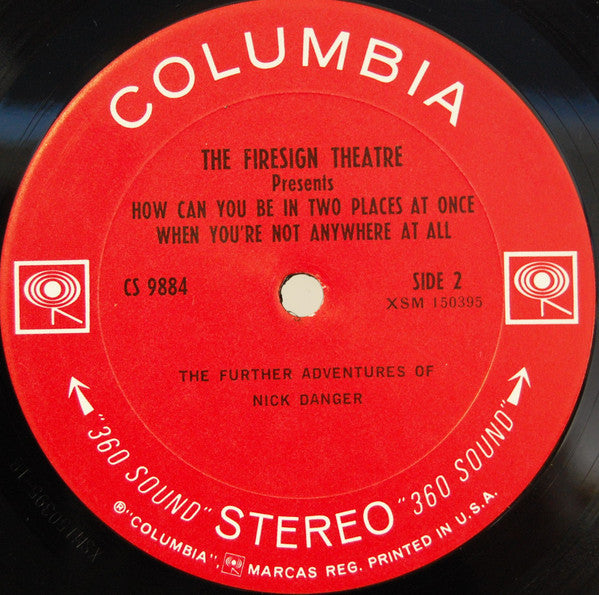 COLUMBIA
THE FIRESIGN THEATRE
Presents
HOW CAN YOU BE IN TWO PLACES AT ONCE
WHEN YOU'RE NOT ANYWHERE AT ALL
CS 9884
SIDE 2
XSM 150395
THE FURTHER ADVENTURES OF
NICK DANGER
"360 SOUND" STEREO "360 SOUND"
®"COLUMBIA", MARCAS REG. PRINTED IN U.S.A.